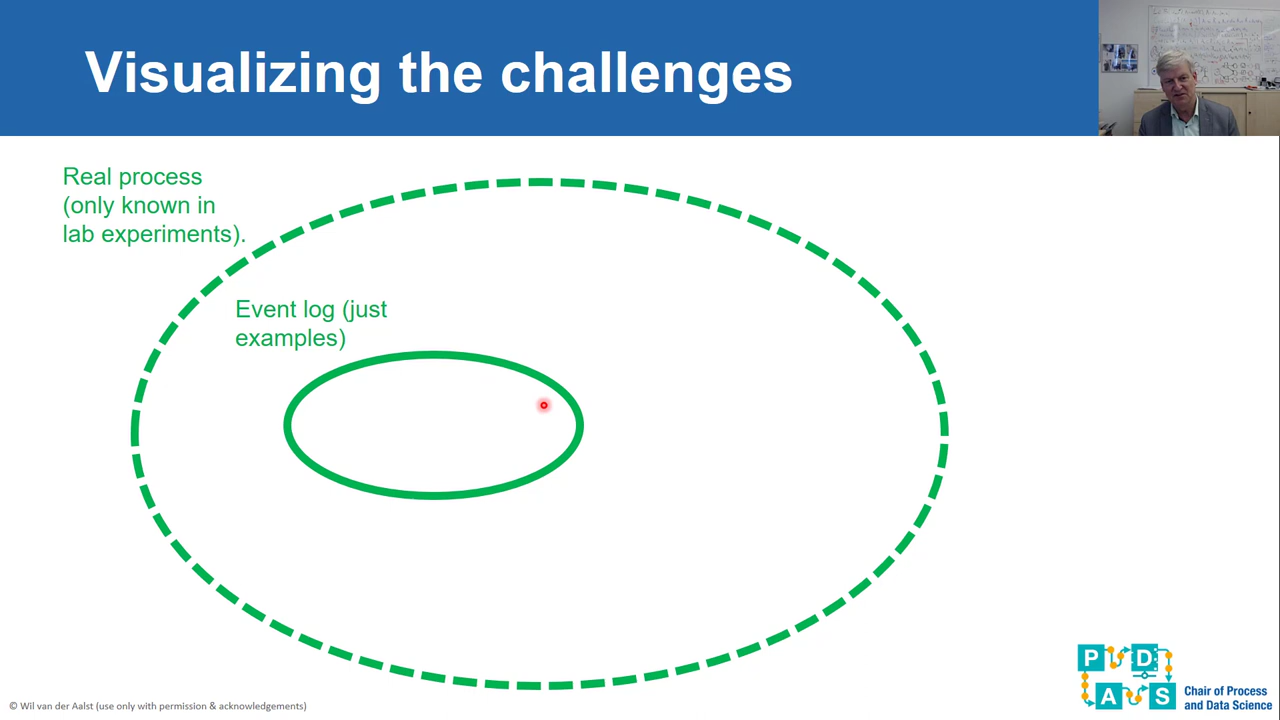 Visualizing the challenges
Real process
(only known in
lab experiments).
Event log (just
examples)
P D
A S
Chair of Process
and Data Science
© Wil van der Aalst (use only with permission & acknowledgements)